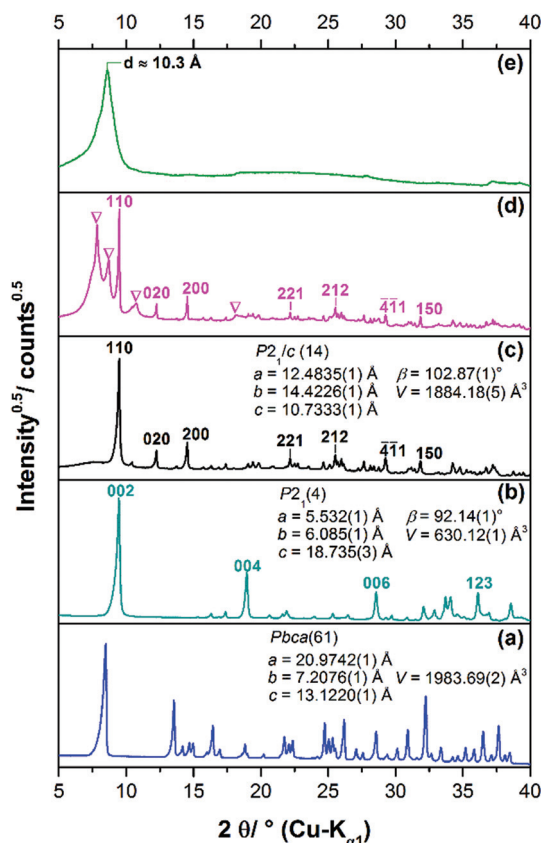 5 10 15 20 25 30 35 40
d ≈ 10.3 Å
(e)
110
(d)
020
200
221
212
4̄1̄1
150
110
P2₁/c (14)
(c)
a = 12.4835(1) Å β = 102.87(1)°
b = 14.4226(1) Å V = 1884.18(5) Å³
c = 10.7333(1) Å
020
200
221
212
4̄1̄1
150
002
P2₁(4)
(b)
a = 5.532(1) Å β = 92.14(1)°
b = 6.085(1) Å V = 630.12(1) Å³
c = 18.735(3) Å
004
006
123
Pbca(61)
(a)
a = 20.9742(1) Å
b = 7.2076(1) Å V = 1983.69(2) Å³
c = 13.1220(1) Å
5 10 15 20 25 30 35 40
2 θ/ ° (Cu-Kα1)
Intensity⁰·⁵/ counts⁰·⁵